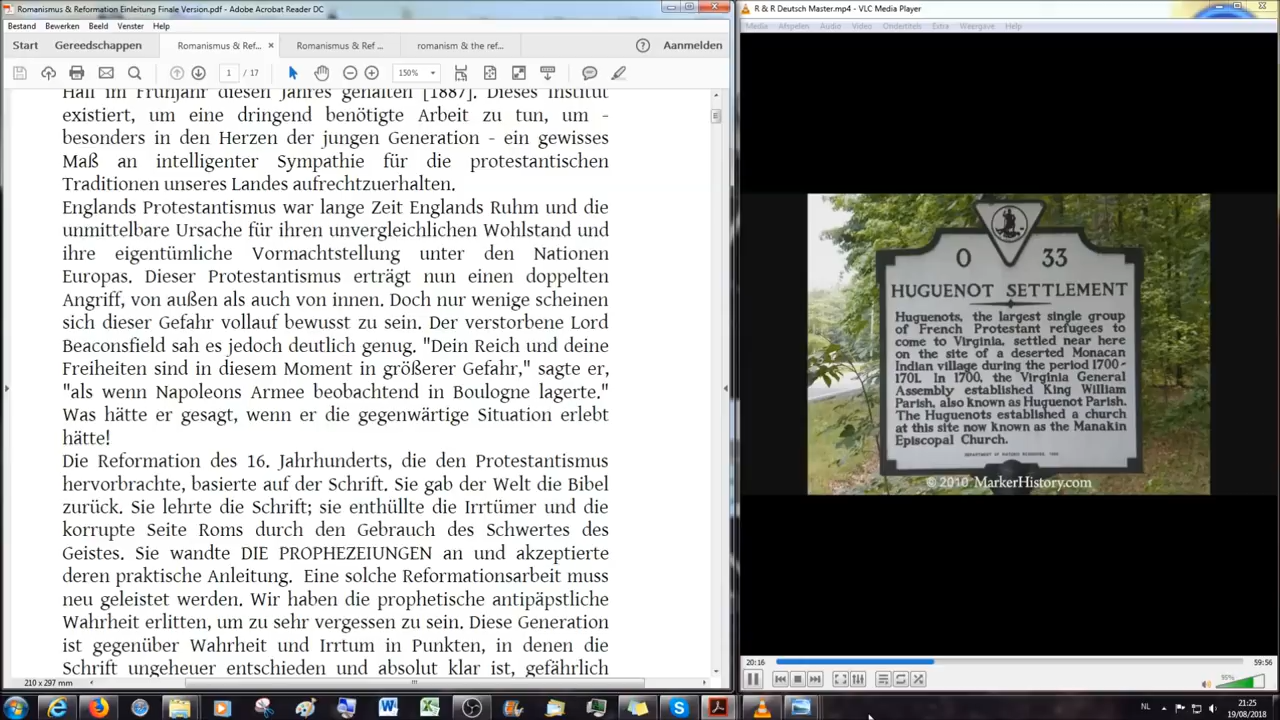 Romanismus & Reformation Einleitung Finale Version.pdf - Adobe Acrobat Reader DC
Bestand Bewerken Beeld Venster Help
Start Gereedschappen Romanismus & Ref... × Romanismus & Ref ... romanism & the ref... Aanmelden
1 / 17 150%
Hall im Frühjahr diesen Jahres gehalten [1887]. Dieses Institut
existiert, um eine dringend benötigte Arbeit zu tun, um -
besonders in den Herzen der jungen Generation - ein gewisses
Maß an intelligenter Sympathie für die protestantischen
Traditionen unseres Landes aufrechtzuerhalten.
Englands Protestantismus war lange Zeit Englands Ruhm und die
unmittelbare Ursache für ihren unvergleichlichen Wohlstand und
ihre eigentümliche Vormachtstellung unter den Nationen
Europas. Dieser Protestantismus erträgt nun einen doppelten
Angriff, von außen als auch von innen. Doch nur wenige scheinen
sich dieser Gefahr vollauf bewusst zu sein. Der verstorbene Lord
Beaconsfield sah es jedoch deutlich genug. "Dein Reich und deine
Freiheiten sind in diesem Moment in größerer Gefahr," sagte er,
"als wenn Napoleons Armee beobachend in Boulogne lagerte."
Was hätte er gesagt, wenn er die gegenwärtige Situation erlebt
hätte!
Die Reformation des 16. Jahrhunderts, die den Protestantismus
hervorbrachte, basierte auf der Schrift. Sie gab der Welt die Bibel
zurück. Sie lehrte die Schrift; sie enthüllte die Irrtümer und die
korrupte Seite Roms durch den Gebrauch des Schwertes des
Geistes. Sie wandte DIE PROPHEZEIUNGEN an und akzeptierte
deren praktische Anleitung. Eine solche Reformationsarbeit muss
neu geleistet werden. Wir haben die prophetische antipäpstliche
Wahrheit erlitten, um zu sehr vergessen zu sein. Diese Generation
ist gegenüber Wahrheit und Irrtum in Punkten, in denen die
Schrift ungeheuer entschieden und absolut klar ist, gefährlich
210 x 297 mm
R & R Deutsch Master.mp4 - VLC Media Player
Media Afspelen Audio Video Ondertitels Extra Weergave Help
O 33
HUGUENOT SETTLEMENT
Huguenots, the largest single group
of French Protestant refugees to
come to Virginia, settled near here
on the site of a deserted Monacan
Indian village during the period 1700-
1701. In 1700, the Virginia General
Assembly established King William
Parish, also known as Huguenot Parish.
The Huguenots established a church
at this site now known as the Manakin
Episcopal Church.
© 2010 MarkerHistory.com
20:16 59:56
95%
NL
21:25
19/08/2018